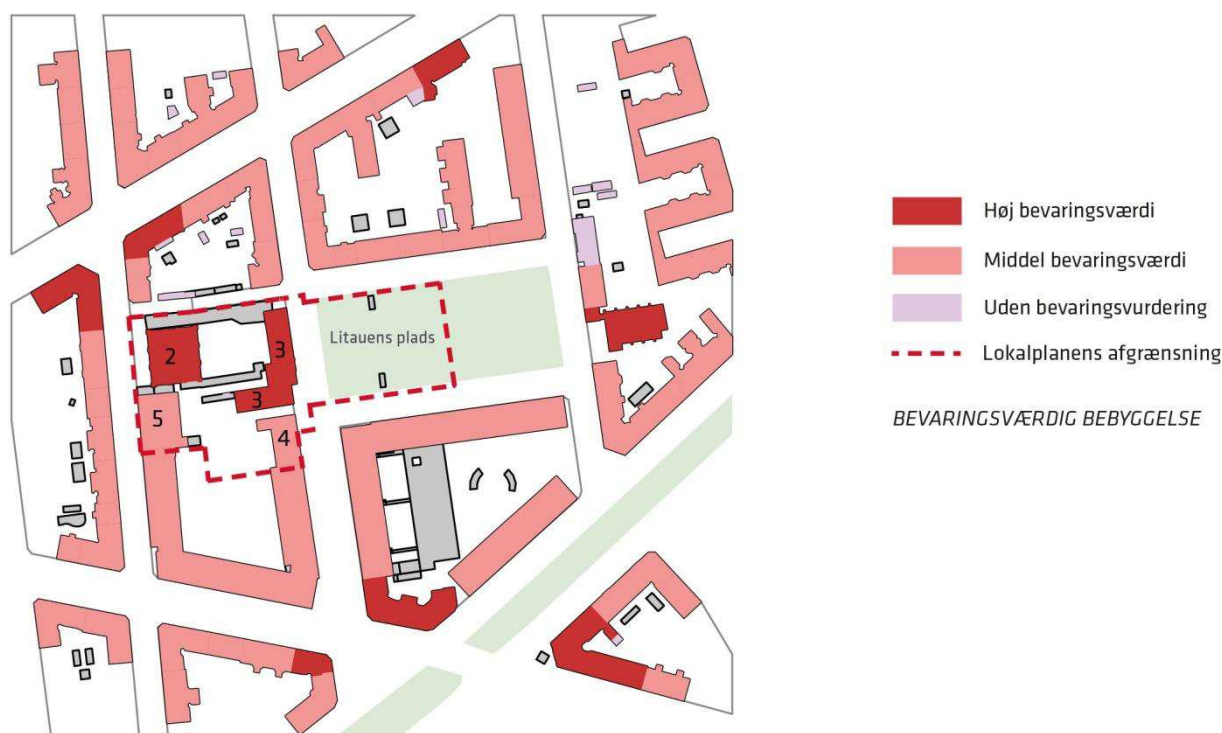 Litauens plads
2
3
3
5
4
Høj bevaringsværdi
Middel bevaringsværdi
Uden bevaringsvurdering
Lokalplanens afgrænsning
BEVARINGSVÆRDIG BEBYGGELSE